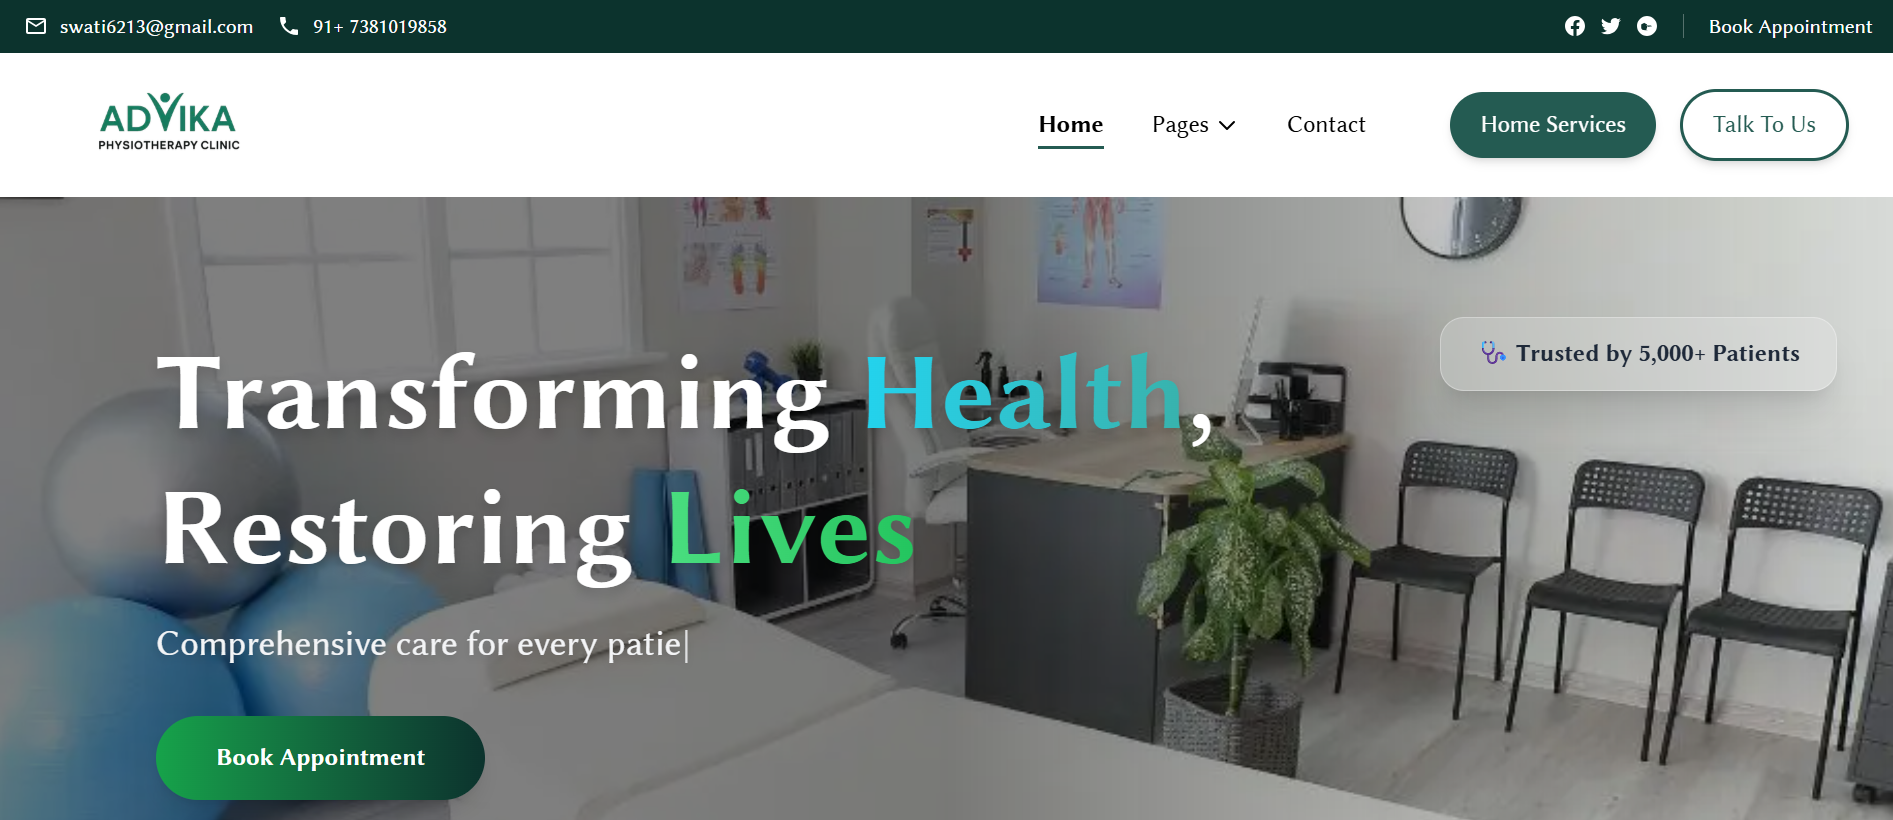 swati6213@gmail.com 91+ 7381019858 Book Appointment
ADVIKA
PHYSIOTHERAPY CLINIC
Home Pages Contact Home Services Talk To Us
Trusted by 5,000+ Patients
Transforming Health,
Restoring Lives
Comprehensive care for every patie|
Book Appointment